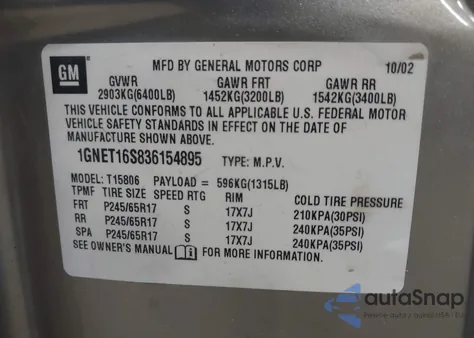 GM
MFD BY GENERAL MOTORS CORP
10/02
GVWR GAWR FRT GAWR RR
2903KG(6400LB) 1452KG(3200LB) 1542KG(3400LB)
THIS VEHICLE CONFORMS TO ALL APPLICABLE U.S. FEDERAL MOTOR
VEHICLE SAFETY STANDARDS IN EFFECT ON THE DATE OF
MANUFACTURE SHOWN ABOVE.
1GNET16S836154895 TYPE: M.P.V.
MODEL: T15806 PAYLOAD = 596KG(1315LB)
TPMF TIRE SIZE SPEED RTG RIM COLD TIRE PRESSURE
FRT P245/65R17 S 17X7J 210KPA(30PSI)
RR P245/65R17 S 17X7J 240KPA(35PSI)
SPA P245/65R17 S 17X7J 240KPA(35PSI)
SEE OWNER'S MANUAL FOR MORE INFORMATION.
autoSnap